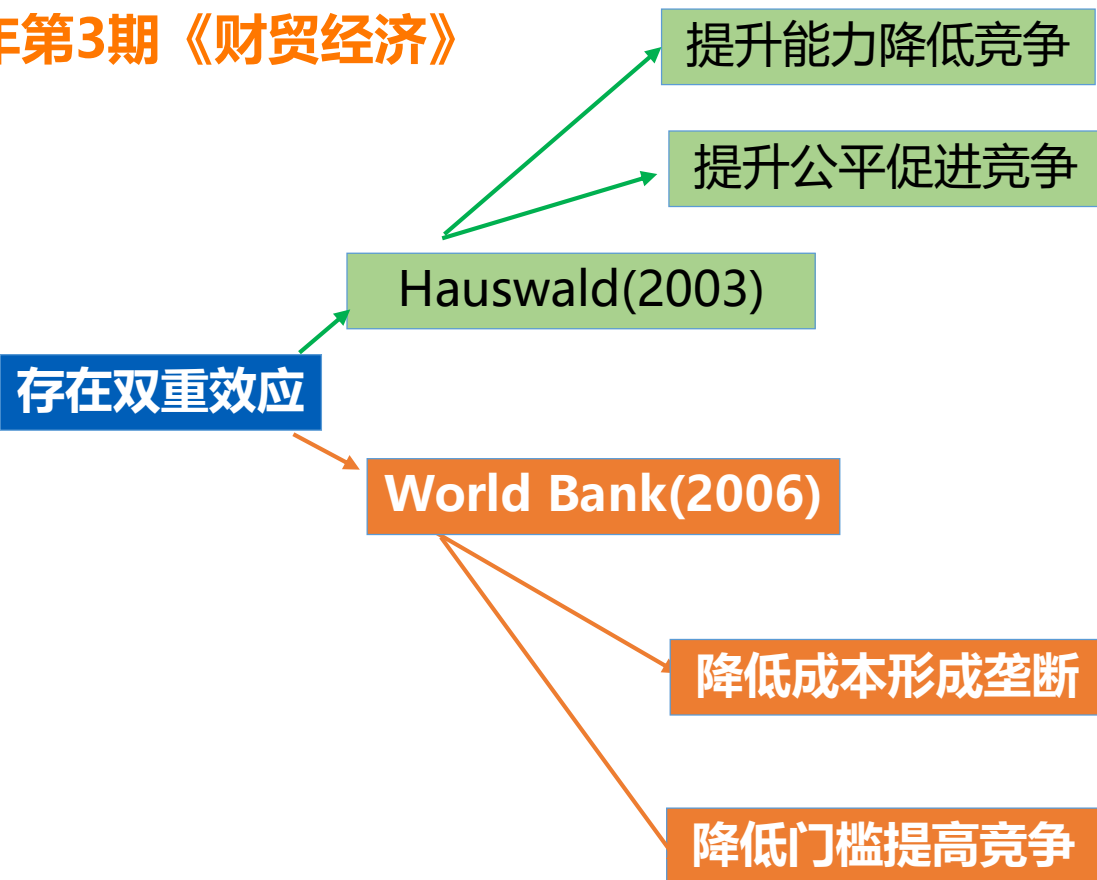 年第3期《财贸经济》
提升能力降低竞争
提升公平促进竞争
Hauswald(2003)
存在双重效应
World Bank(2006)
降低成本形成垄断
降低门槛提高竞争